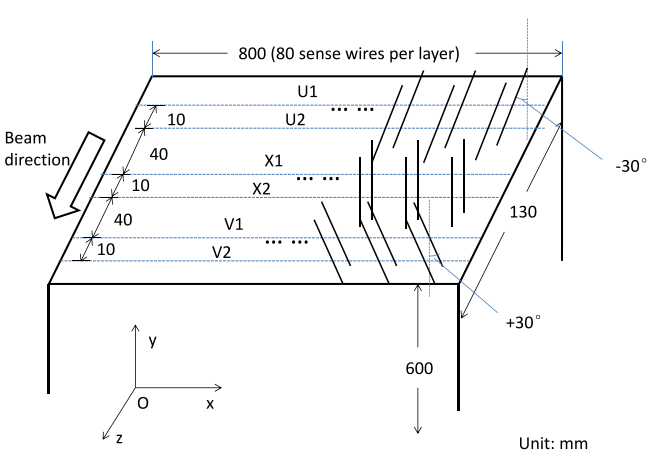 800 (80 sense wires per layer)
U1
10
U2
Beam
direction
40
X1
-30°
10
X2
130
40
V1
10
V2
+30°
600
y
O
x
z
Unit: mm